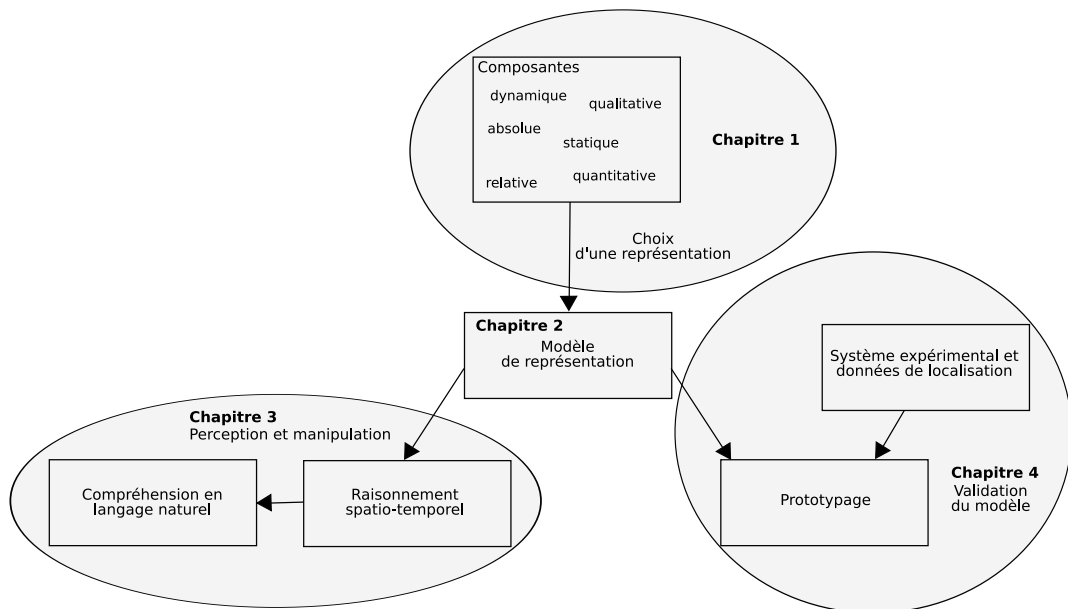 Composantes
dynamique
qualitative
absolue
statique
relative
quantitative
Chapitre 1
Choix
d'une représentation
Chapitre 2
Modèle
de représentation
Système expérimental et
données de localisation
Chapitre 3
Perception et manipulation
Compréhension en
langage naturel
Raisonnement
spatio-temporel
Prototypage
Chapitre 4
Validation
du modèle